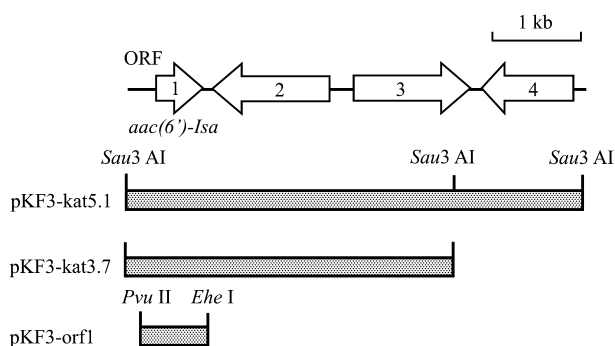 1 kb
ORF
1 2 3 4
aac(6’)-Isa
Sau3 AI Sau3 AI Sau3 AI
pKF3-kat5.1
pKF3-kat3.7
Pvu II Ehe I
pKF3-orf1